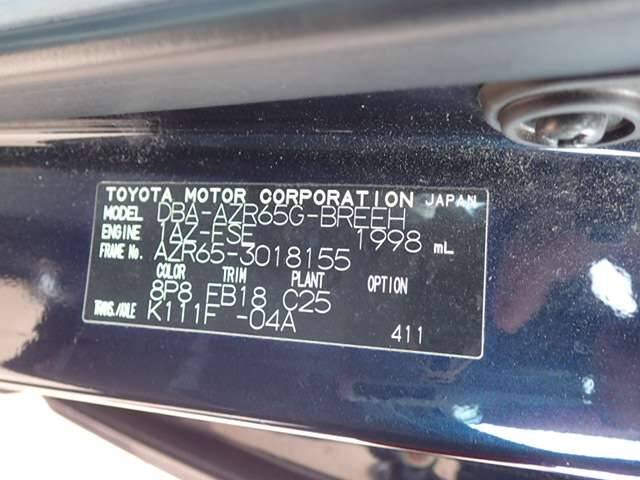 TOYOTA MOTOR CORPORATION JAPAN
MODEL DBA-AZR65G-BREEH
ENGINE 1AZ-FSE 1998 mL
FRAME No. AZR65-3018155
COLOR TRIM PLANT OPTION
8P8 FB18 C25
TRANS./AXLE K111F -04A
411